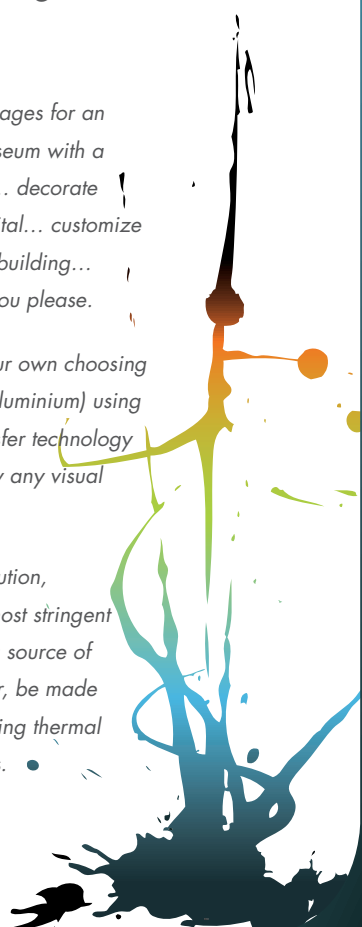 ages for an
seum with a
... decorate
ital... customize
building...
ou please.
ur own choosing
luminium) using
sfer technology
y any visual
ution,
ost stringent
source of
r, be made
ing thermal